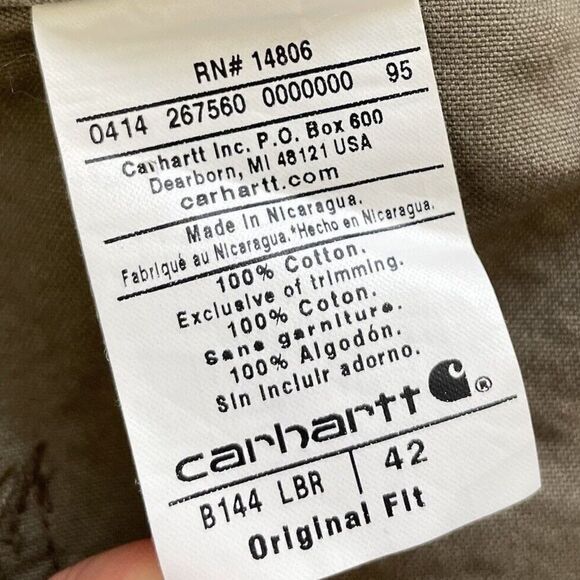 RN# 14806
0414 267560 0000000 95
Carhartt Inc. P.O. Box 600
Dearborn, MI 48121 USA
carhartt.com
Made in Nicaragua.
Fabriqué au Nicaragua.*Hecho en Nicaragua.
100% Cotton.
Exclusive of trimming.
100% Coton.
Sans garniture.
100% Algodón.
Sin incluir adorno.
carhartt ®
B144 LBR 42
Original Fit